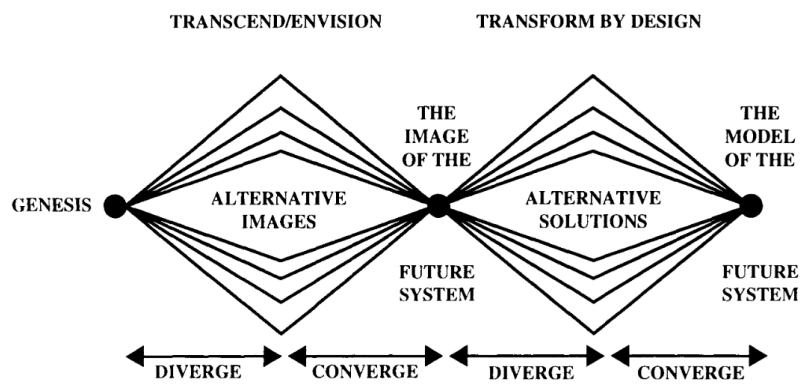 TRANSCEND/ENVISION
TRANSFORM BY DESIGN
GENESIS
ALTERNATIVE
IMAGES
THE
IMAGE
OF THE
FUTURE
SYSTEM
ALTERNATIVE
SOLUTIONS
THE
MODEL
OF THE
FUTURE
SYSTEM
DIVERGE
CONVERGE
DIVERGE
CONVERGE